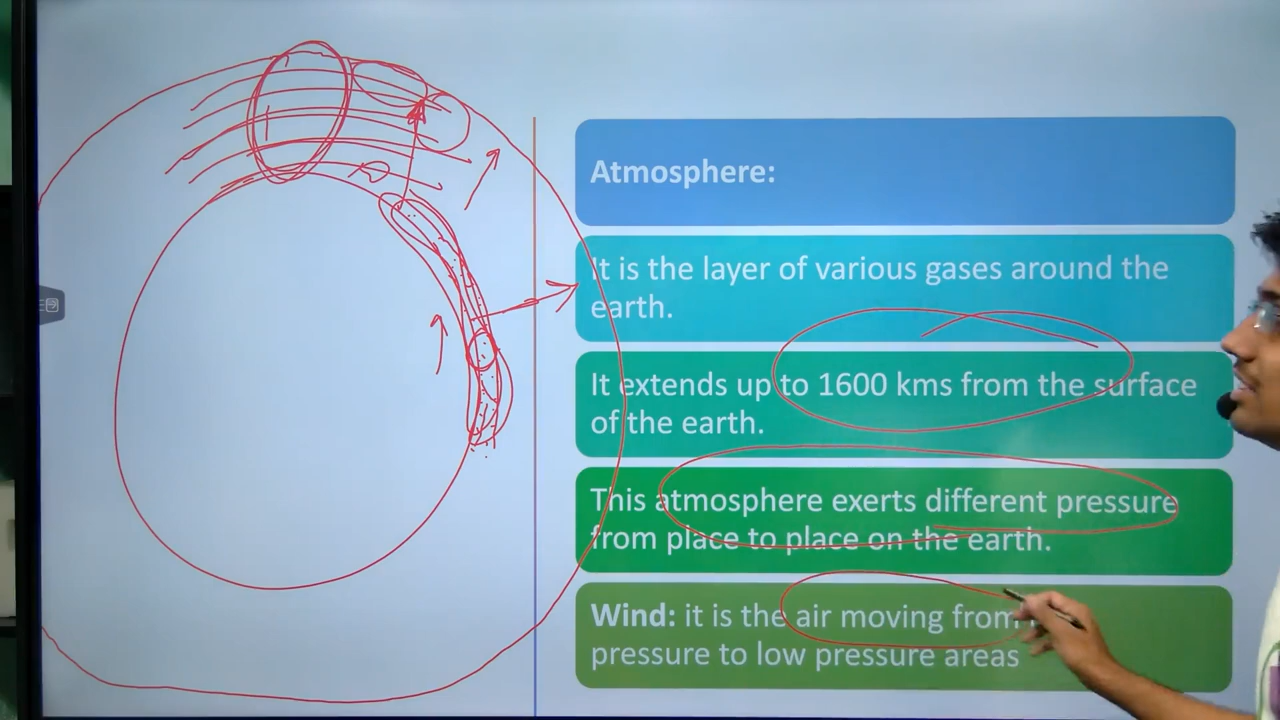 Atmosphere:
It is the layer of various gases around the
earth.
It extends up to 1600 kms from the surface
of the earth.
This atmosphere exerts different pressure
from place to place on the earth.
Wind: it is the air moving from
pressure to low pressure areas